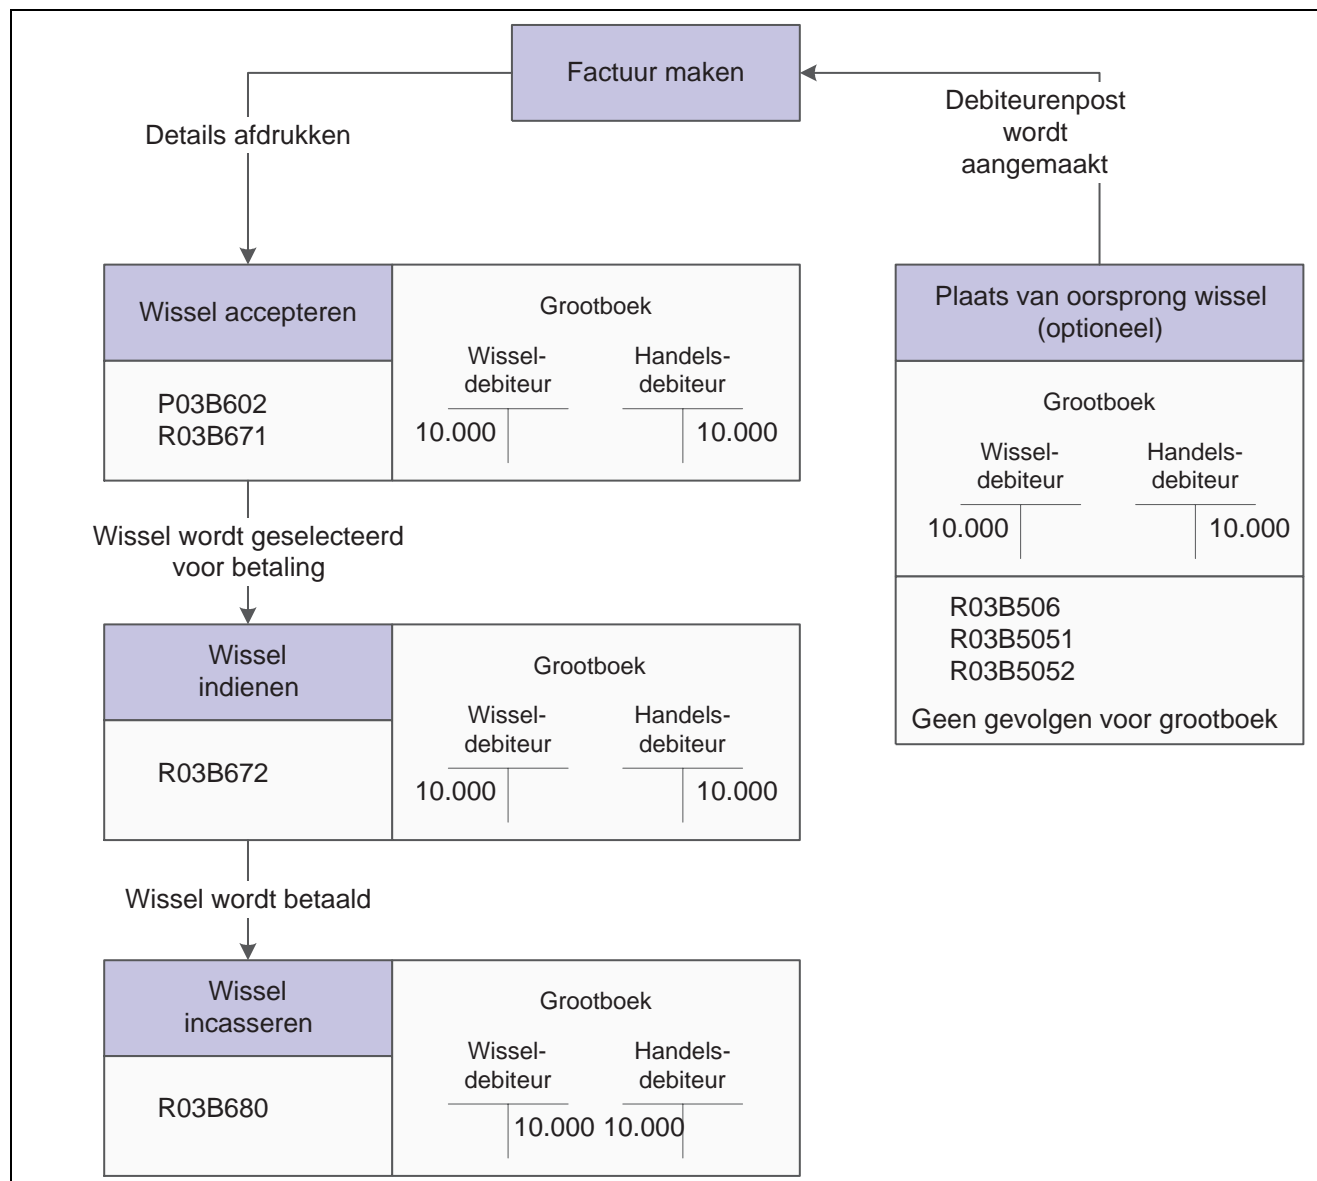 Factuur maken
Debiteurenpost
wordt
aangemaakt
Details afdrukken
Wissel accepteren
P03B602
R03B671
Grootboek
Wissel-
debiteur
Handels-
debiteur
10.000
10.000
Plaats van oorsprong wissel
(optioneel)
Grootboek
Wissel-
debiteur
Handels-
debiteur
10.000
10.000
R03B506
R03B5051
R03B5052
Geen gevolgen voor grootboek
Wissel wordt geselecteerd
voor betaling
Wissel
indienen
R03B672
Grootboek
Wissel-
debiteur
Handels-
debiteur
10.000
10.000
Wissel wordt betaald
Wissel
incasseren
R03B680
Grootboek
Wissel-
debiteur
Handels-
debiteur
10.000
10.000